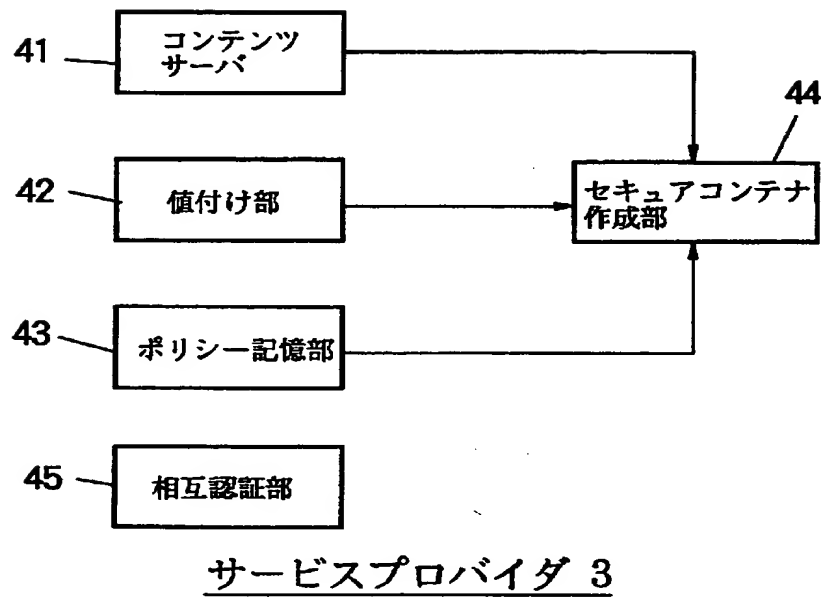 41
コンテンツ
サーバ
44
42
値付け部
セキュアコンテナ
作成部
43
ポリシー記憶部
45
相互認証部
サービスプロバイダ 3